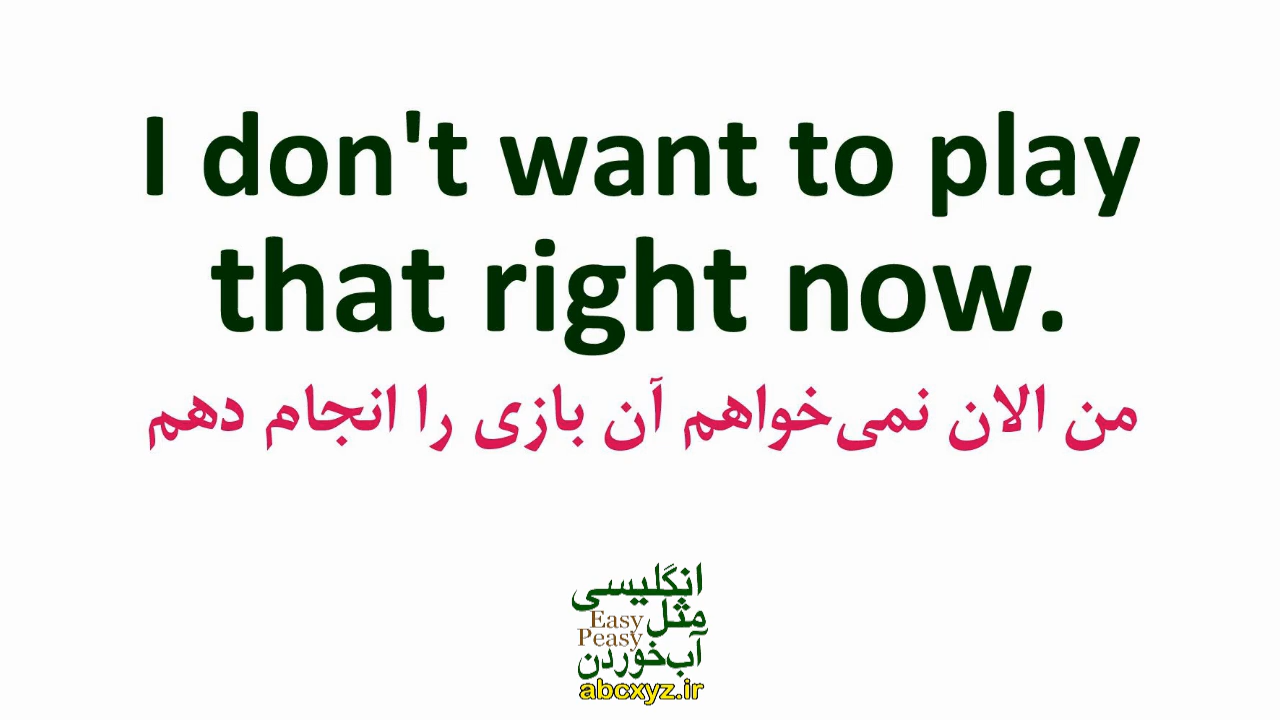 I don't want to play
that right now.
من الان نمی‌خواهم آن بازی را انجام دهم
انگلیسی
مثل
Easy
Peasy
آب‌خوردن
abcxyz.ir